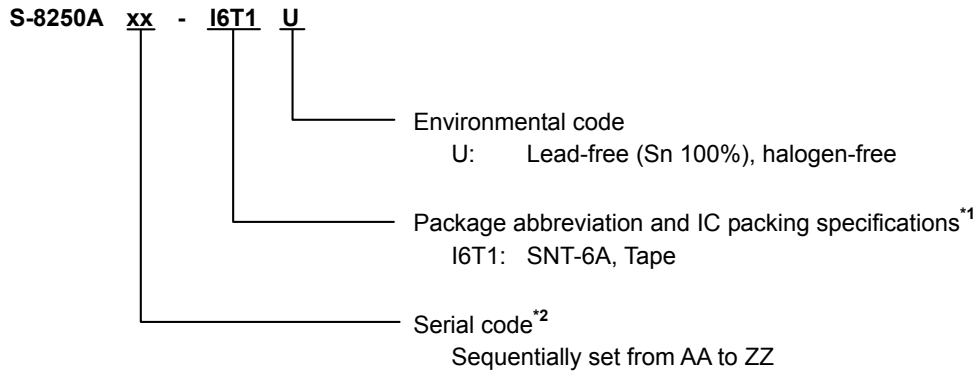 S-8250A xx - I6T1 U
Environmental code
U: Lead-free (Sn 100%), halogen-free
Package abbreviation and IC packing specifications*1
I6T1: SNT-6A, Tape
Serial code*2
Sequentially set from AA to ZZ